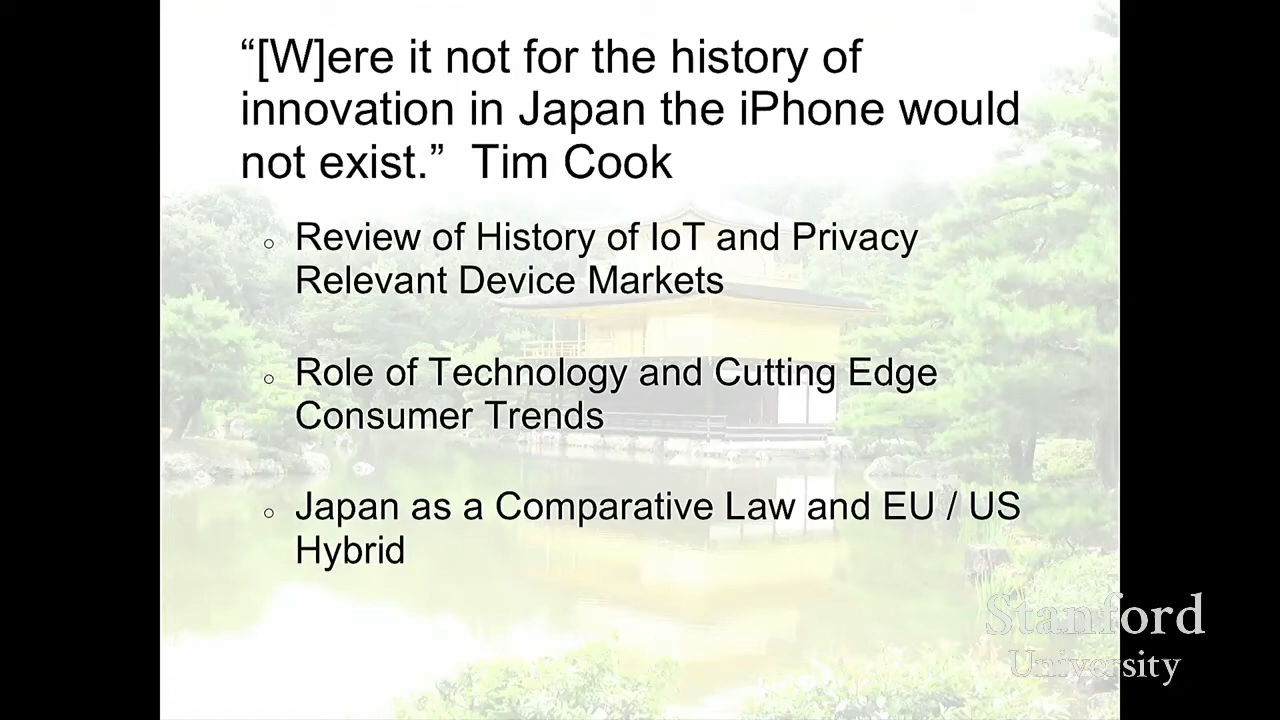 “[W]ere it not for the history of
innovation in Japan the iPhone would
not exist.”  Tim Cook
○ Review of History of IoT and Privacy
Relevant Device Markets
○ Role of Technology and Cutting Edge
Consumer Trends
○ Japan as a Comparative Law and EU / US
Hybrid
Stanford
University